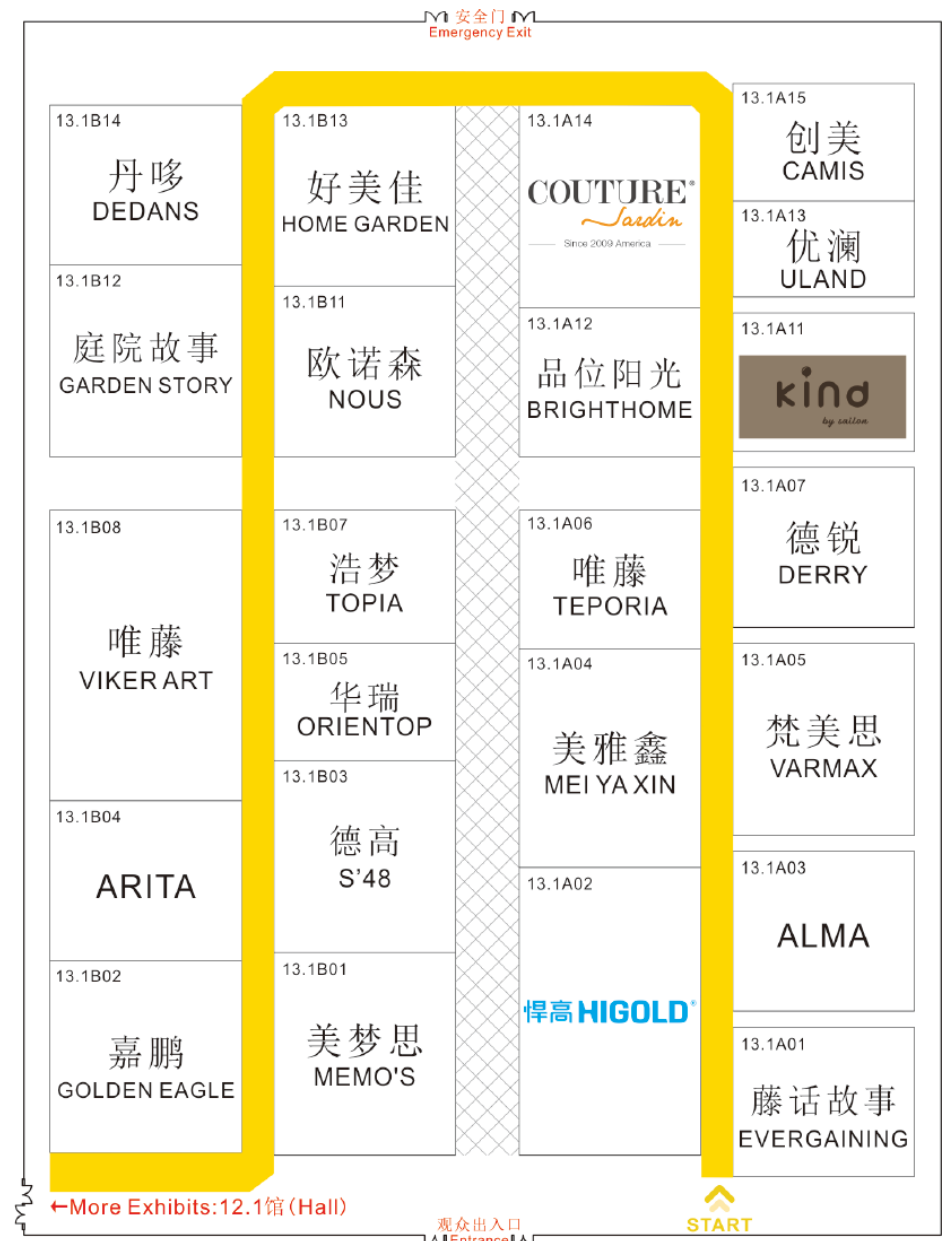 安全门
Emergency Exit
13.1B14
丹哆
DEDANS
13.1B12
庭院故事
GARDEN STORY
13.1B08
唯藤
VIKER ART
13.1B04
ARITA
13.1B02
嘉鹏
GOLDEN EAGLE
13.1B13
好美佳
HOME GARDEN
13.1B11
欧诺森
NOUS
13.1B07
浩梦
TOPIA
13.1B05
华瑞
ORIENTOP
13.1B03
德高
S'48
13.1B01
美梦思
MEMO'S
13.1A14
COUTURE®
Jardin
Since 2009 America
13.1A12
品位阳光
BRIGHTHOME
13.1A06
唯藤
TEPORIA
13.1A04
美雅鑫
MEI YA XIN
13.1A02
悍高HIGOLD®
13.1A15
创美
CAMIS
13.1A13
优澜
ULAND
13.1A11
kind
by sailon
13.1A07
德锐
DERRY
13.1A05
梵美思
VARMAX
13.1A03
ALMA
13.1A01
藤话故事
EVERGAINING
←More Exhibits:12.1馆(Hall)
观众出入口
Entrance
START